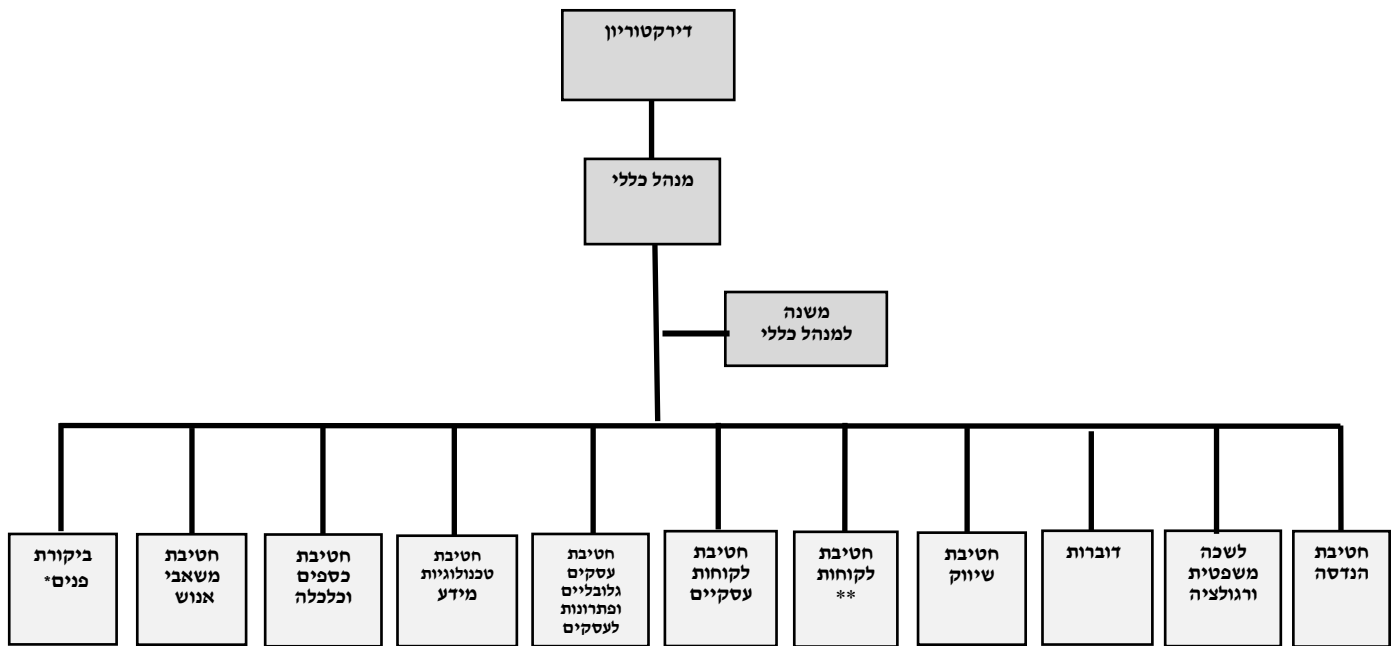 דירקטוריון
מנהל כללי
משנה
למנהל כללי
חטיבת
הנדסה
לשכה
משפטית
ורגולציה
דוברות
חטיבת
שיווק
חטיבת
לקוחות
**
חטיבת
לקוחות
עסקיים
חטיבת
עסקים
גלובליים
ופתרונות
לעסקים
חטיבת
טכנולוגיות
מידע
חטיבת
כספים
וכלכלה
חטיבת
משאבי
אנוש
ביקורת
פנים*